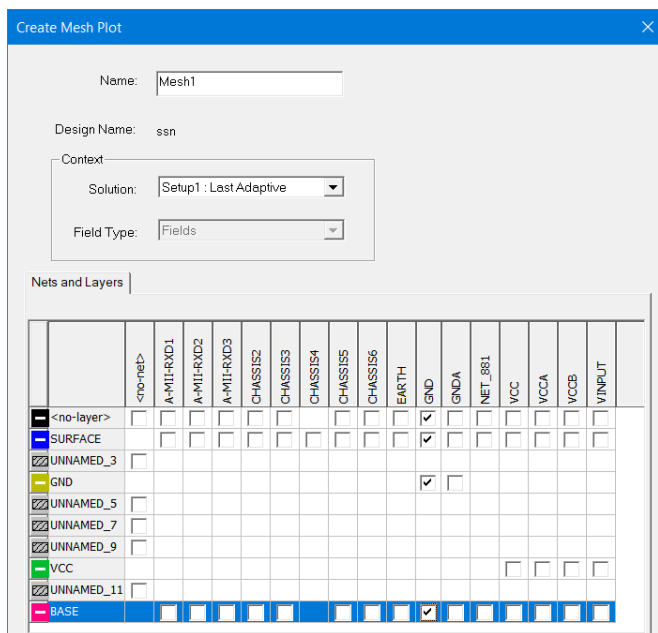 Create Mesh Plot
Name: Mesh1
Design Name: ssn
Context
Solution: Setup1 : Last Adaptive
Field Type: Fields
Nets and Layers
<no-net> A-MII-RXD1 A-MII-RXD2 A-MII-RXD3 CHASSIS2 CHASSIS3 CHASSIS4 CHASSIS5 CHASSIS6 EARTH GND GNDA NET_881 VCC VCCA VCCB VINPUT
<no-layer>
SURFACE
UNNAMED_3
GND
UNNAMED_5
UNNAMED_7
UNNAMED_9
VCC
UNNAMED_11
BASE